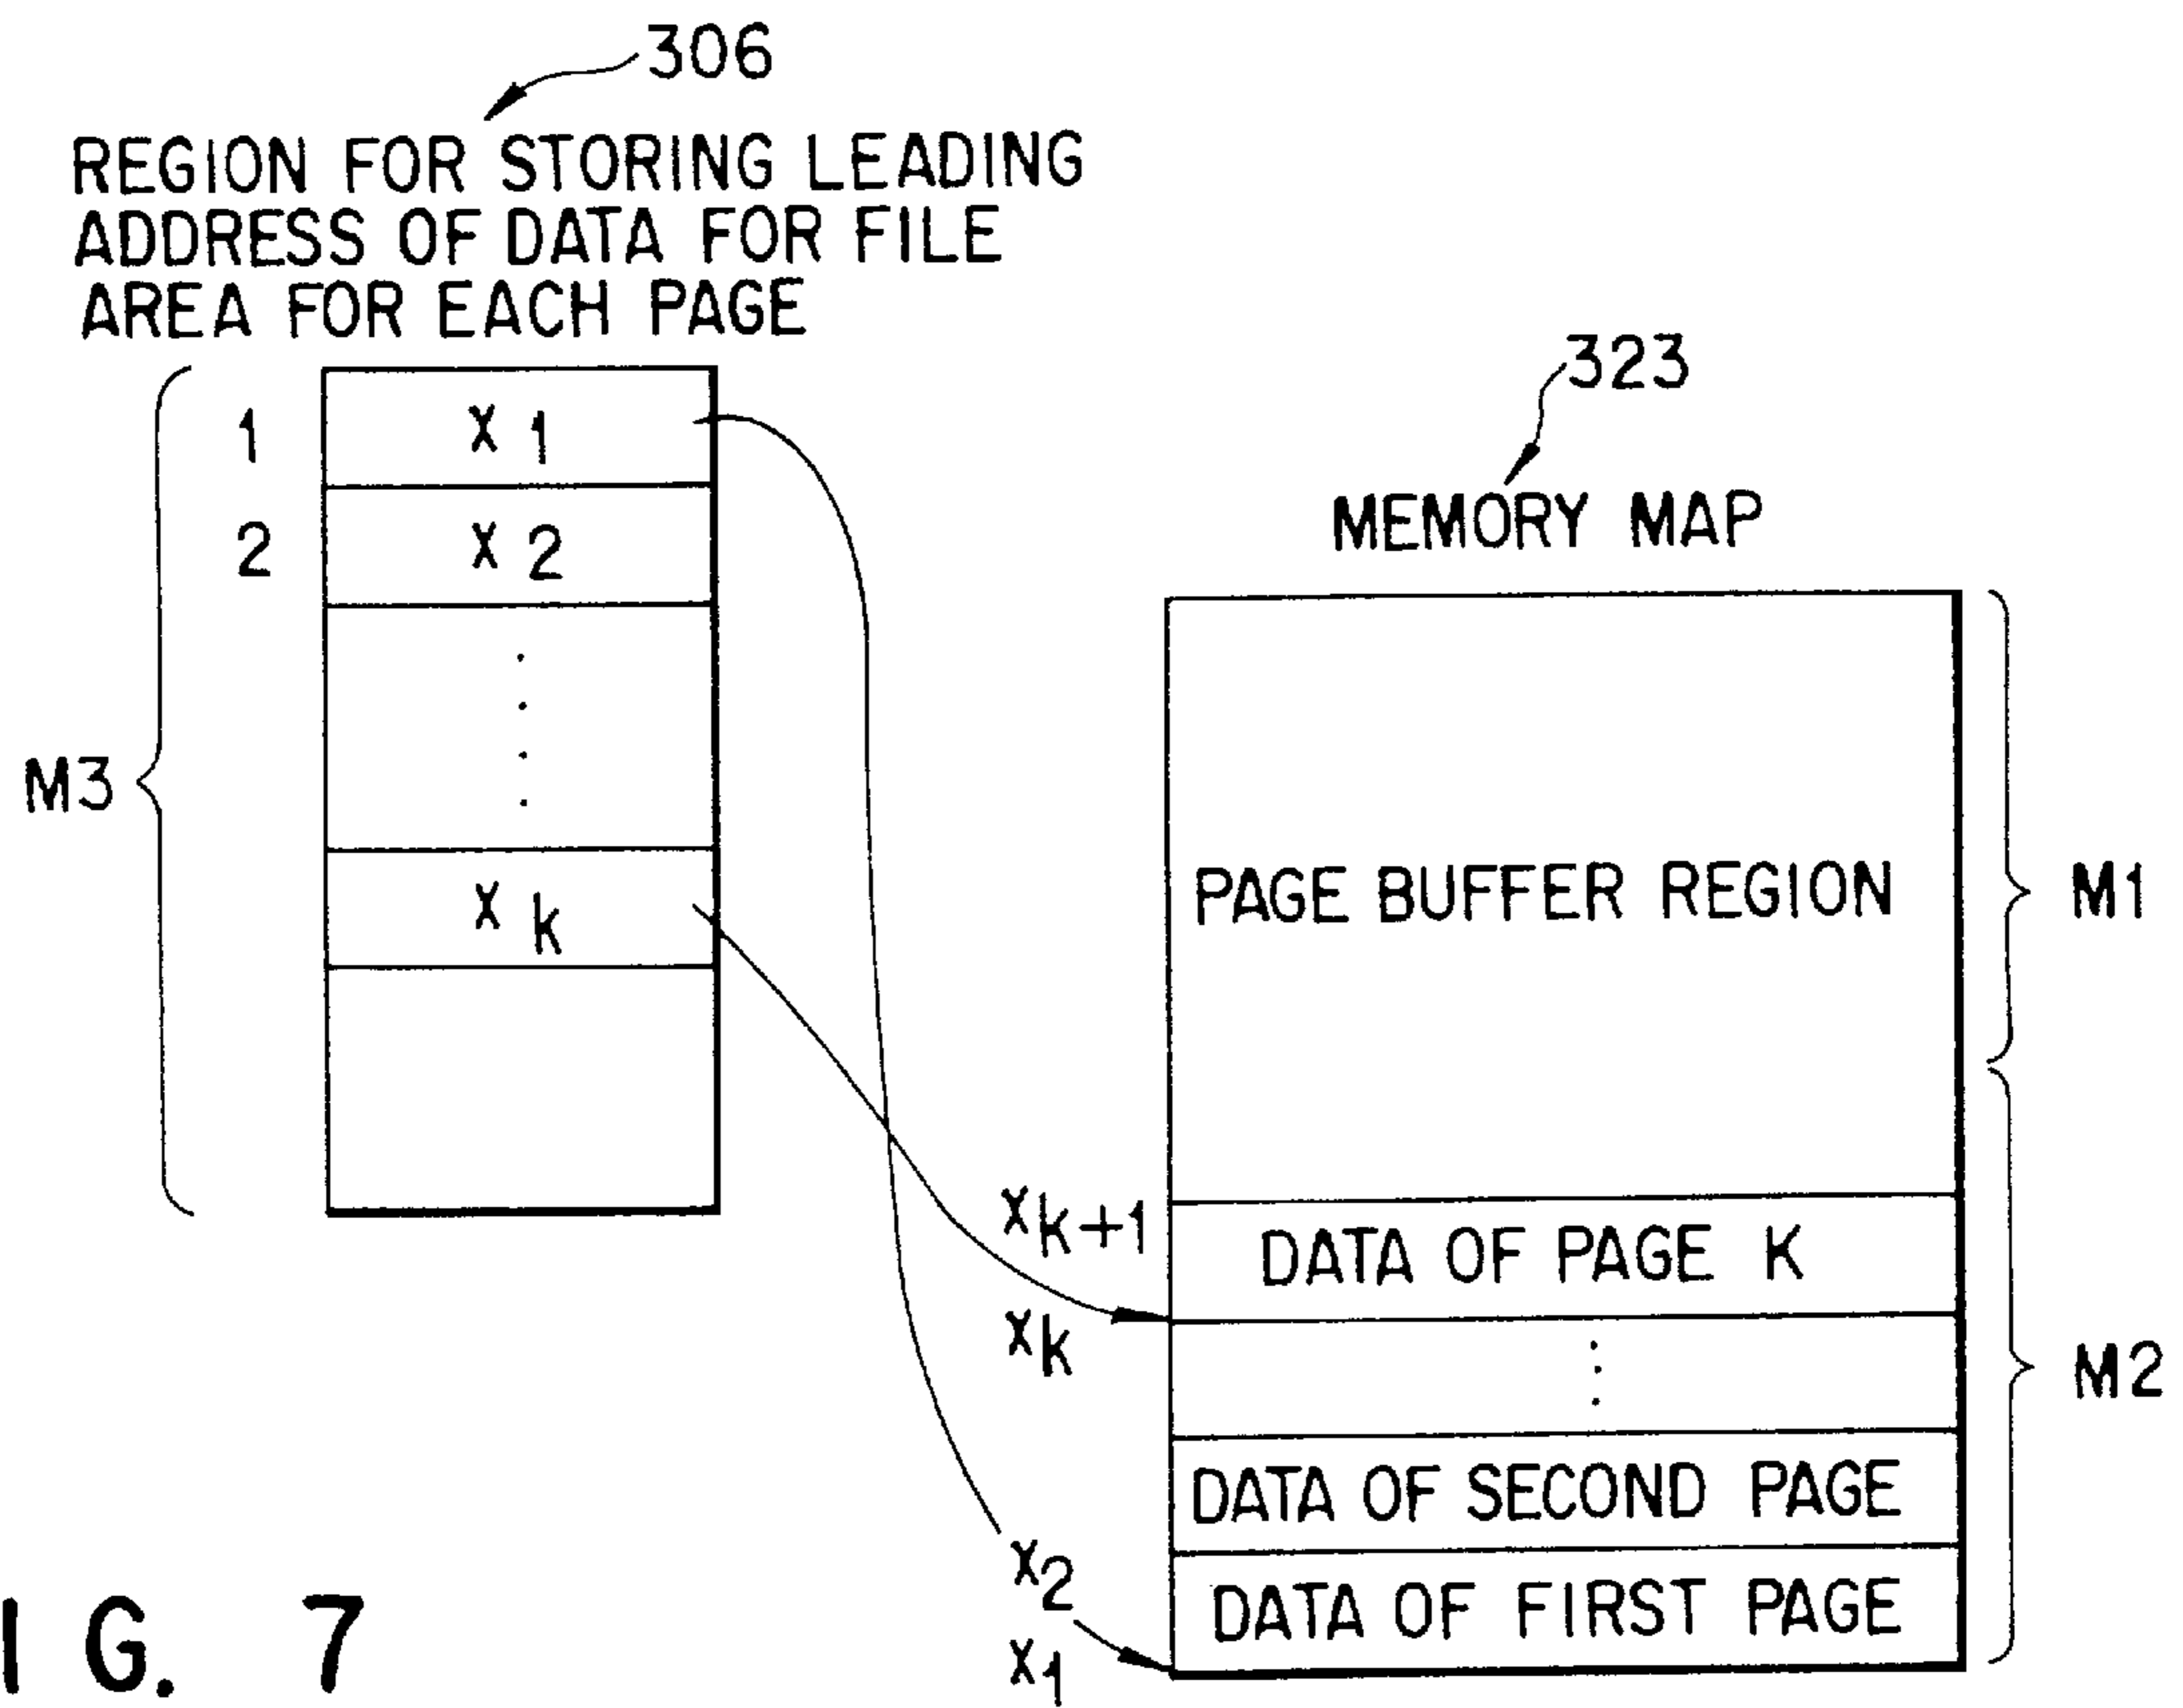 306
REGION FOR STORING LEADING
ADDRESS OF DATA FOR FILE
AREA FOR EACH PAGE
323
MEMORY MAP
1
X 1
2
X 2
X k
M3
PAGE BUFFER REGION
M1
Xk+1
DATA OF PAGE K
Xk
M2
DATA OF SECOND PAGE
X2
DATA OF FIRST PAGE
X1
IG. 7